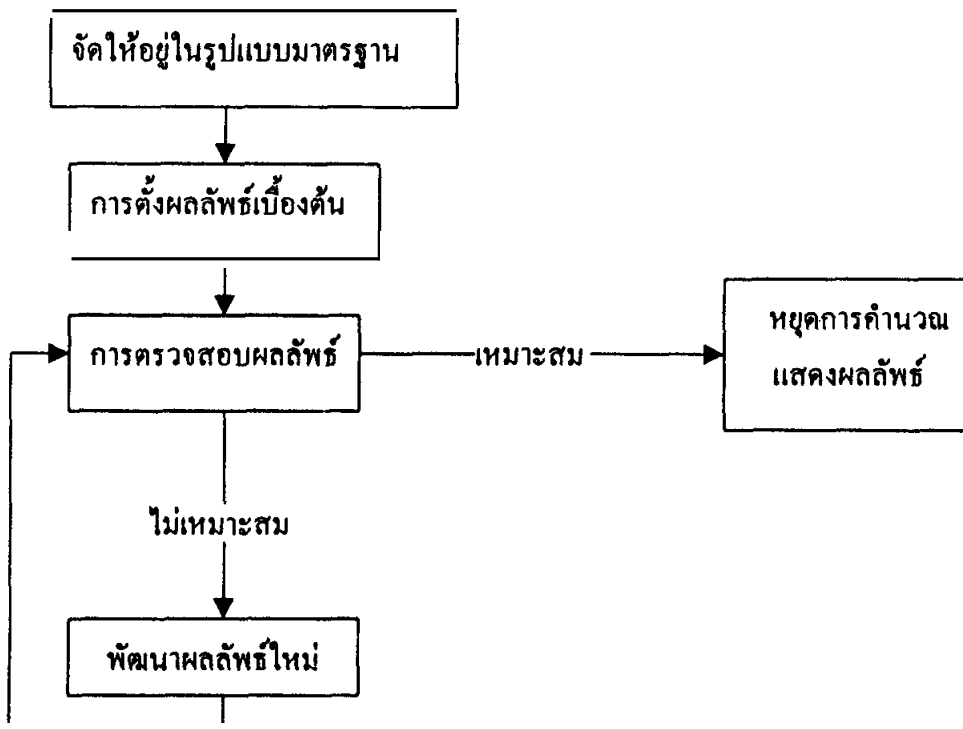 จัดให้อยู่ในรูปแบบมาตรฐาน
การตั้งผลลัพธ์เบื้องต้น
การตรวจสอบผลลัพธ์
เหมาะสม
หยุดการคำนวณ
แสดงผลลัพธ์
ไม่เหมาะสม
พัฒนาผลลัพธ์ใหม่